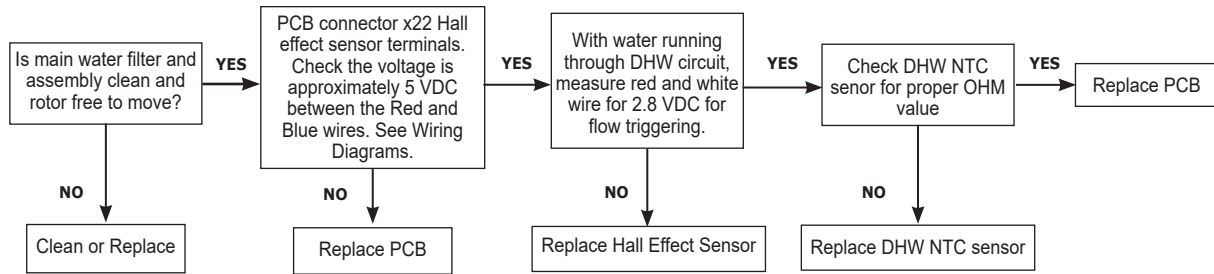 Is main water filter and
assembly clean and
rotor free to move?
YES
NO
Clean or Replace
PCB connector x22 Hall
effect sensor terminals.
Check the voltage is
approximately 5 VDC
between the Red and
Blue wires. See Wiring
Diagrams.
YES
NO
Replace PCB
With water running
through DHW circuit,
measure red and white
wire for 2.8 VDC for
flow triggering.
YES
NO
Replace Hall Effect Sensor
Check DHW NTC
senor for proper OHM
value
YES
NO
Replace DHW NTC sensor
Replace PCB